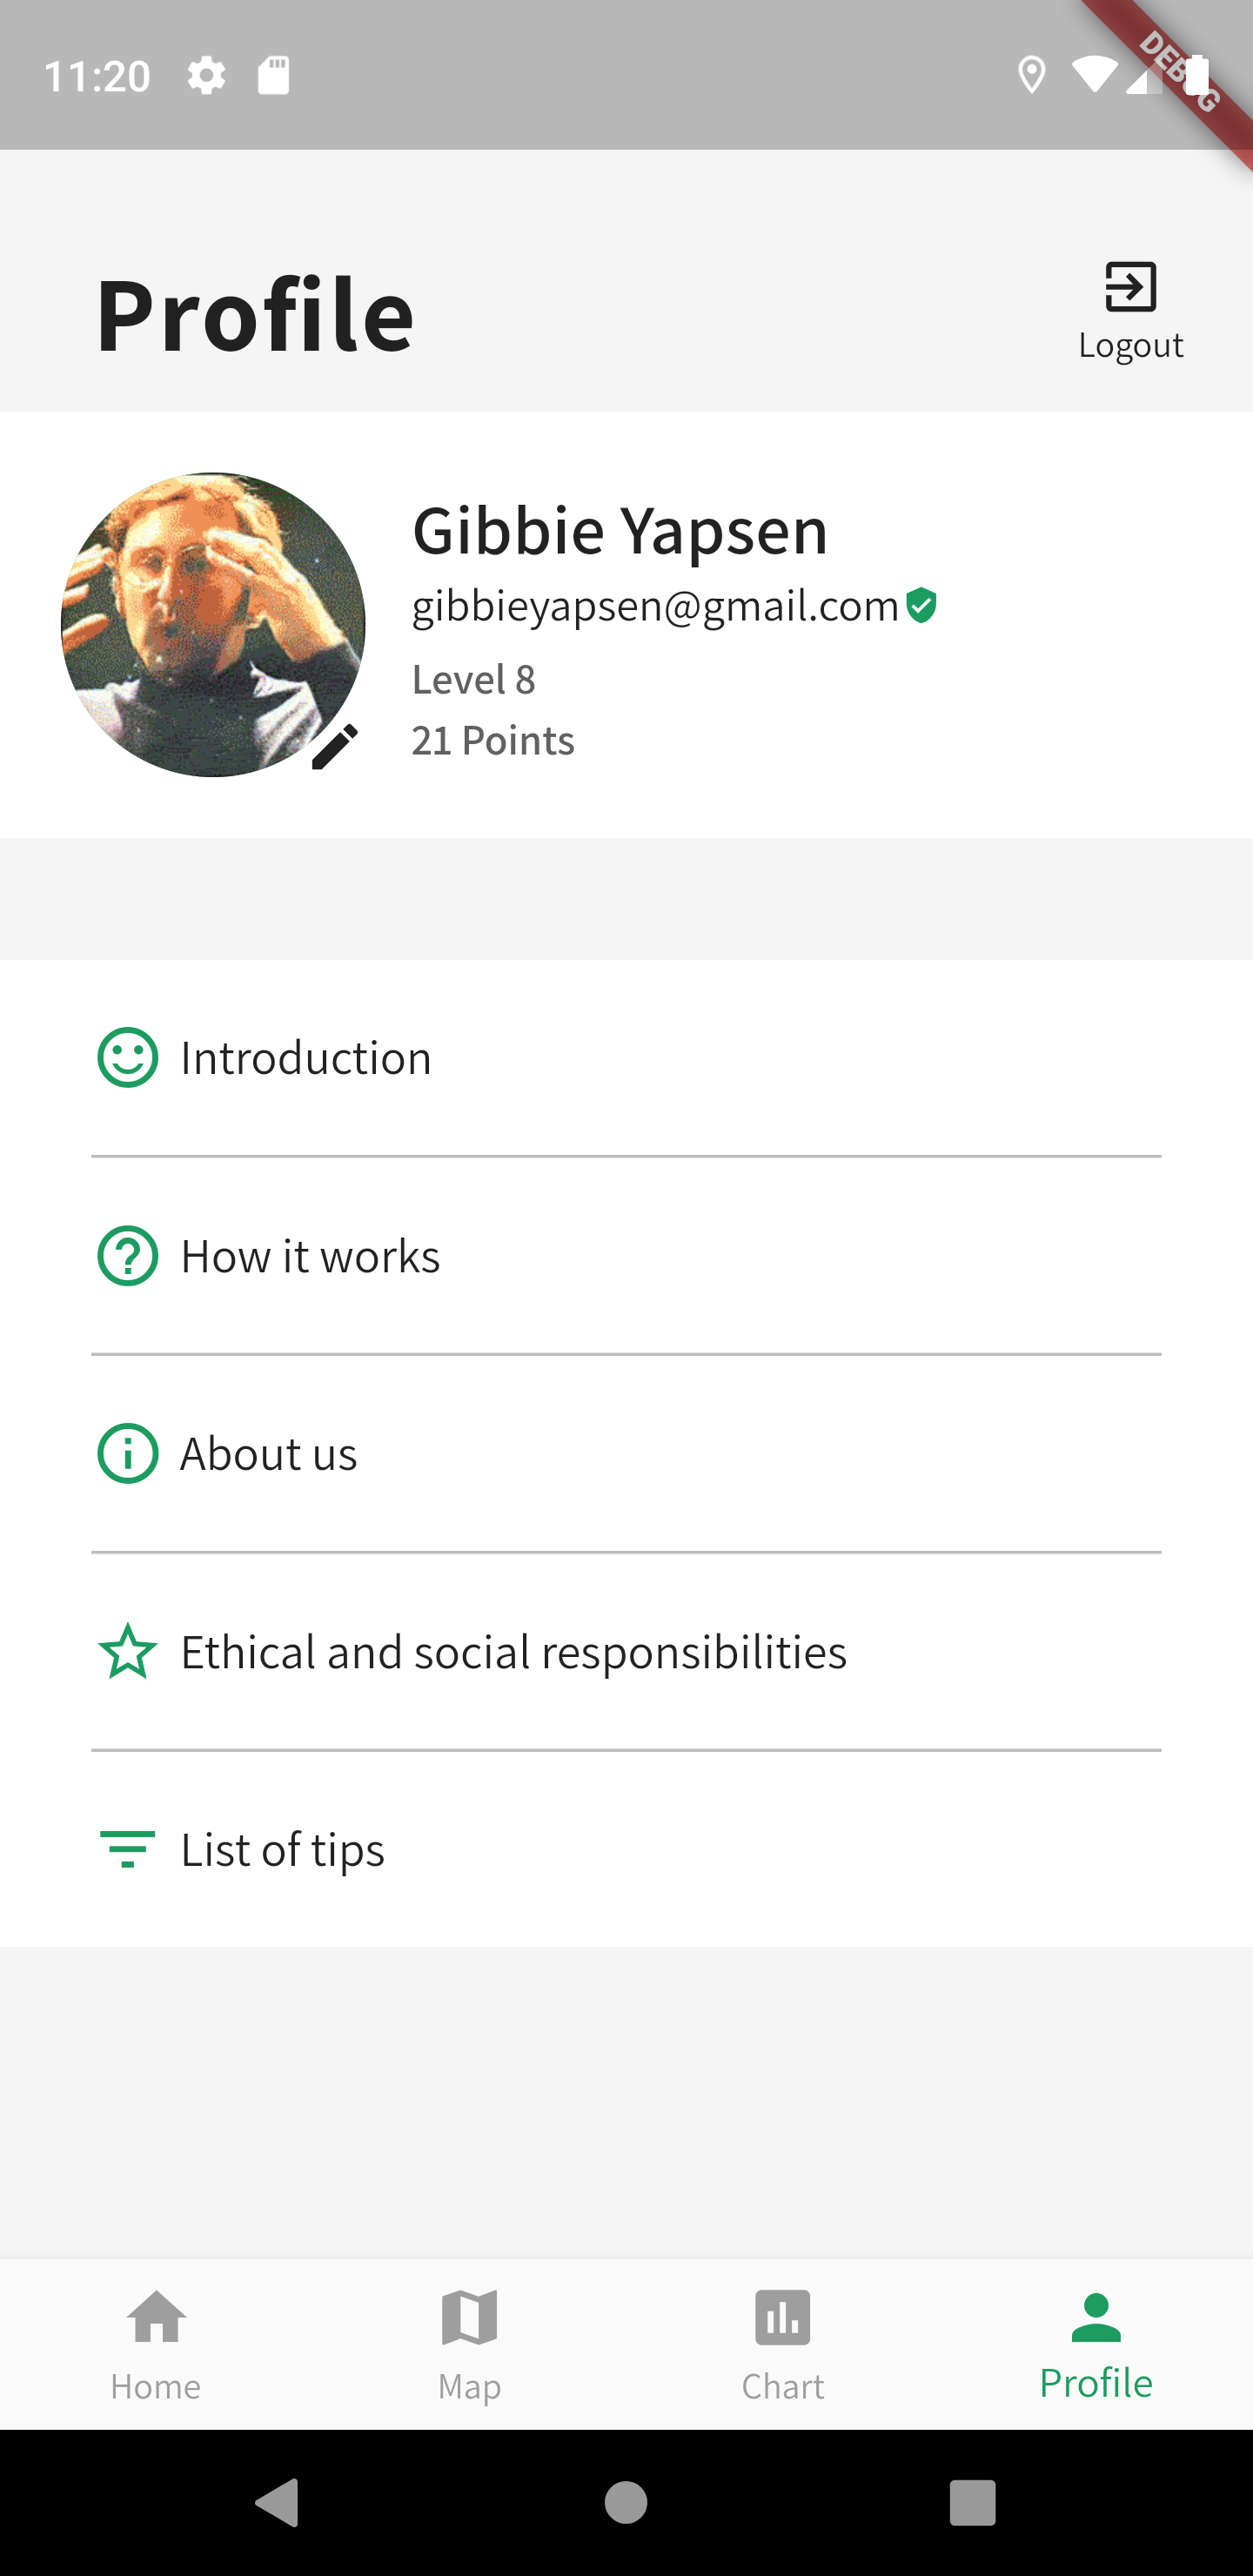 11:20
DEBUG
Profile
Logout
Gibbie Yapsen
gibbieyapsen@gmail.com
Level 8
21 Points
Introduction
How it works
About us
Ethical and social responsibilities
List of tips
Home
Map
Chart
Profile